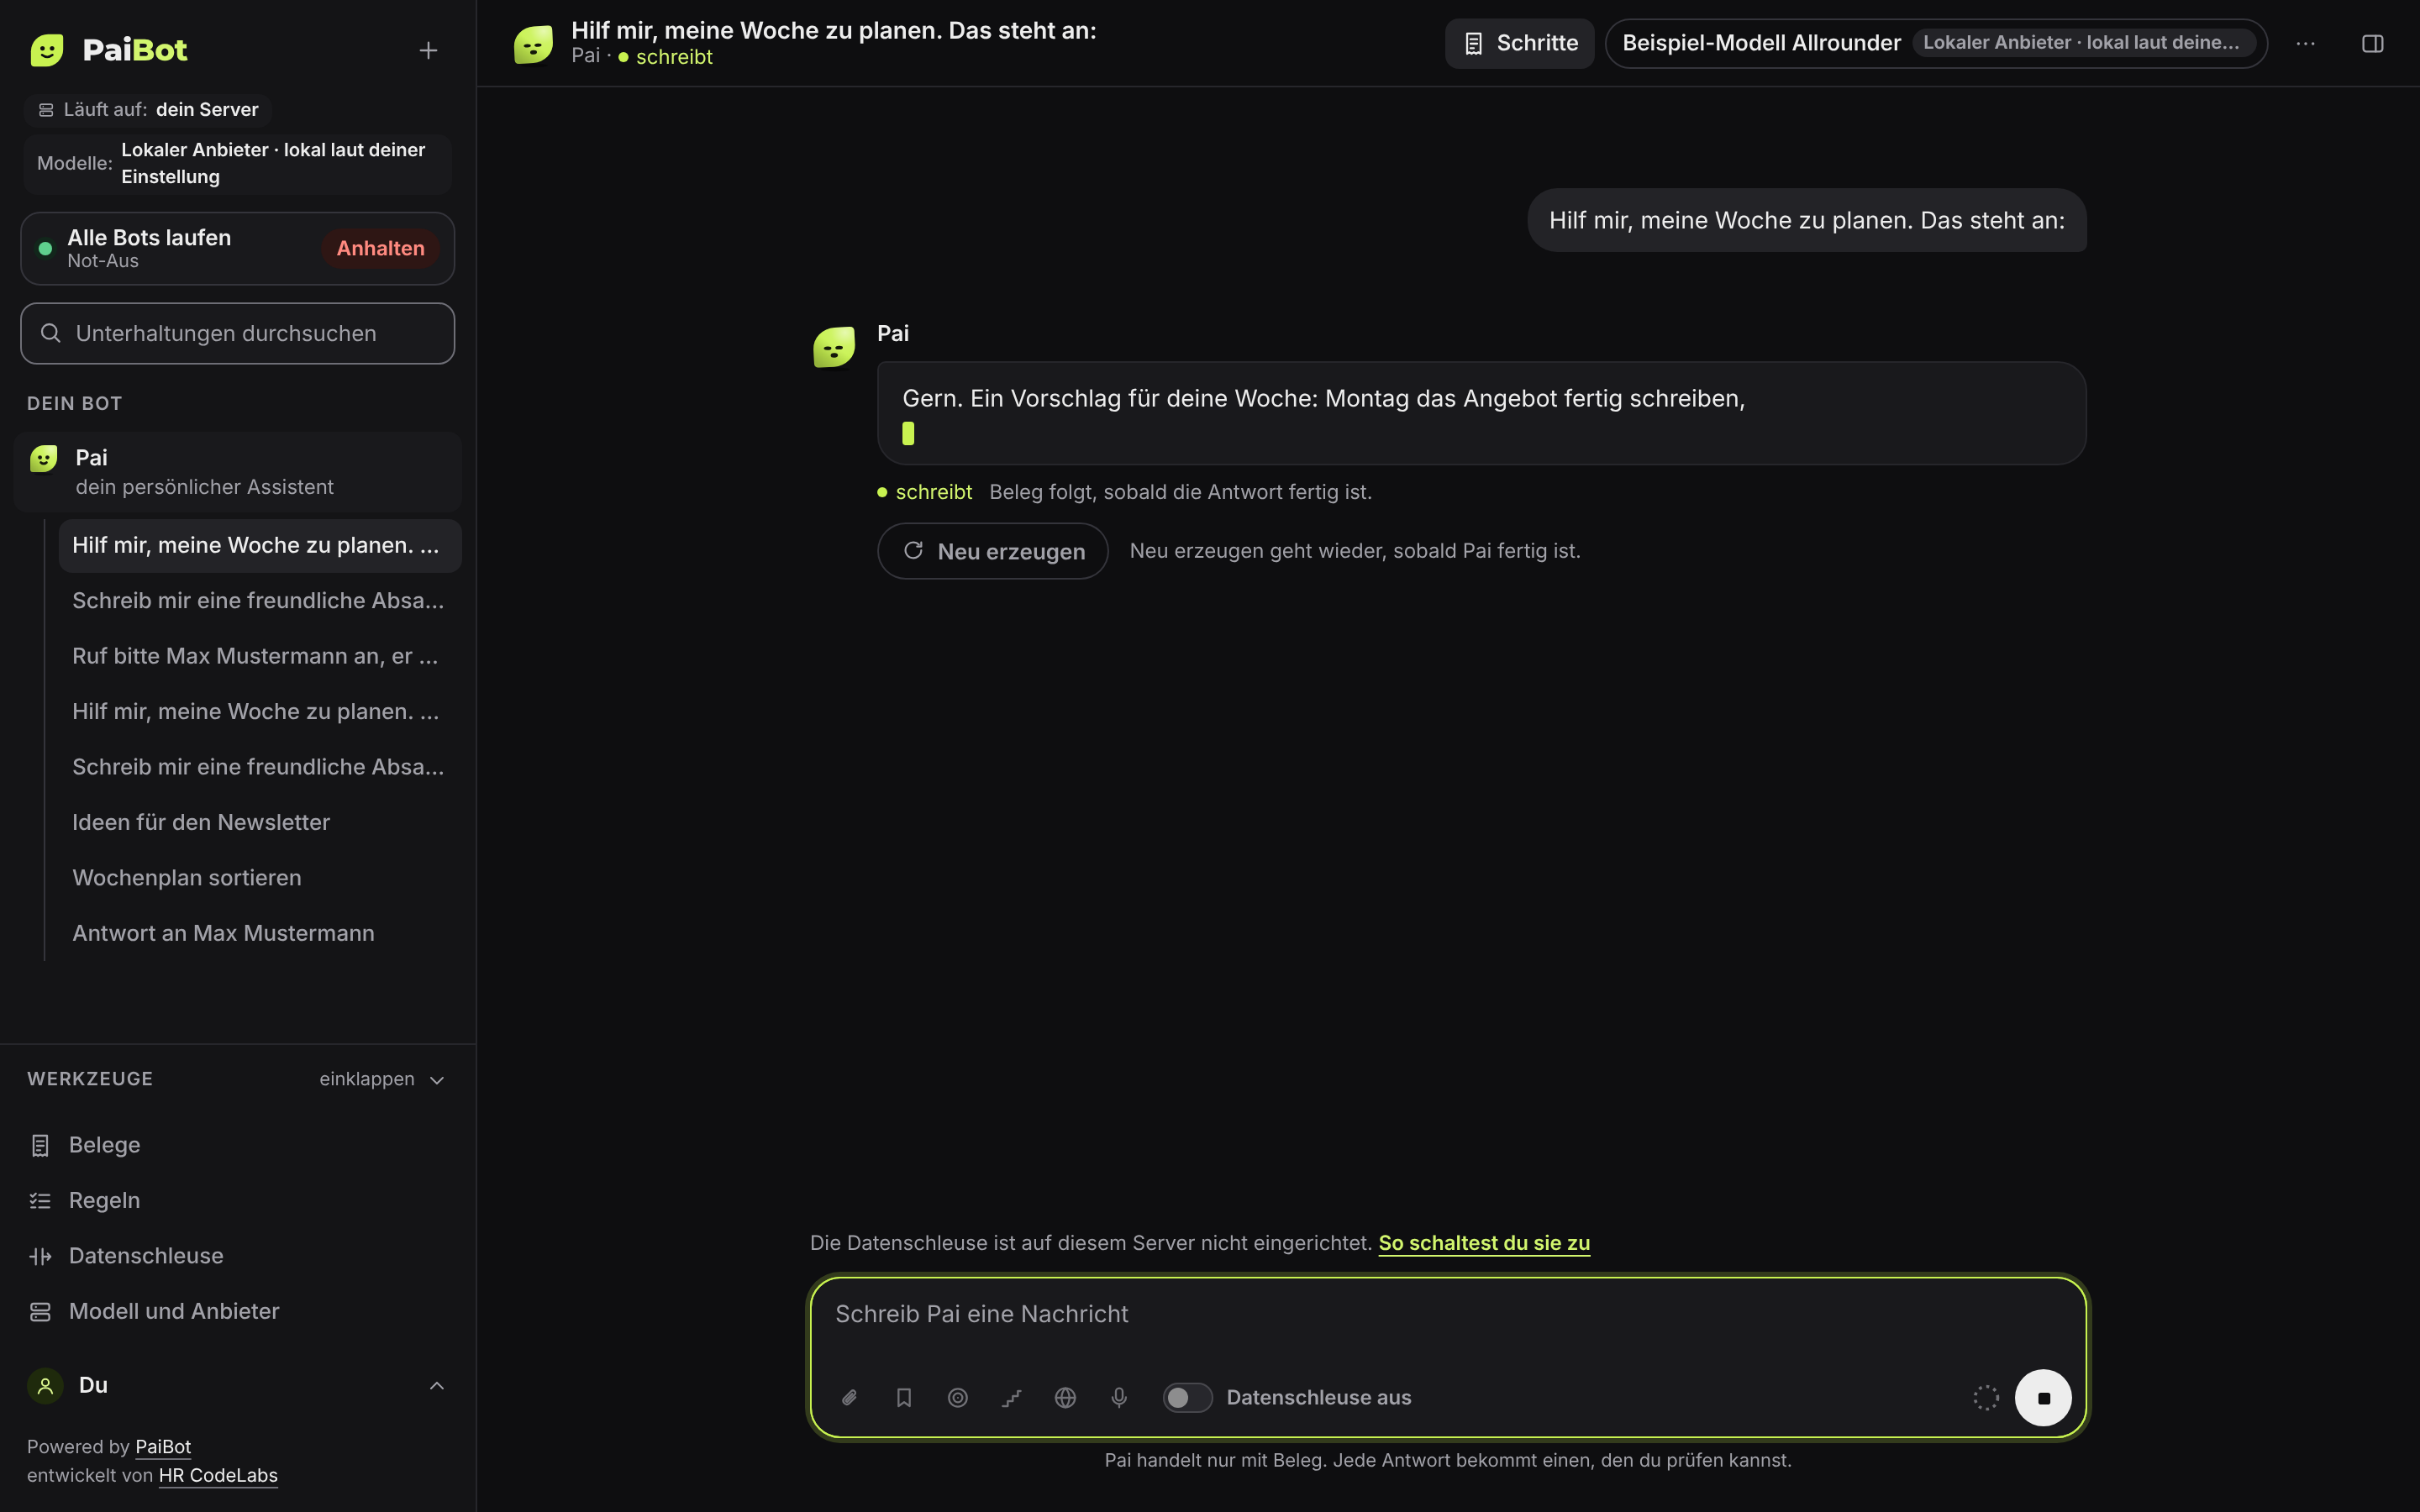 PaiBot
Läuft auf: dein Server
Modelle: Lokaler Anbieter · lokal laut deiner
Einstellung
Alle Bots laufen
Not-Aus
Anhalten
Unterhaltungen durchsuchen
DEIN BOT
Pai
dein persönlicher Assistent
Hilf mir, meine Woche zu planen. ...
Schreib mir eine freundliche Absa...
Ruf bitte Max Mustermann an, er ...
Hilf mir, meine Woche zu planen. ...
Schreib mir eine freundliche Absa...
Ideen für den Newsletter
Wochenplan sortieren
Antwort an Max Mustermann
WERKZEUGE einklappen
Belege
Regeln
Datenschleuse
Modell und Anbieter
Du
Powered by PaiBot
entwickelt von HR CodeLabs
Hilf mir, meine Woche zu planen. Das steht an:
Pai · schreibt
Schritte
Beispiel-Modell Allrounder Lokaler Anbieter · lokal laut deine...
Hilf mir, meine Woche zu planen. Das steht an:
Pai
Gern. Ein Vorschlag für deine Woche: Montag das Angebot fertig schreiben,
schreibt Beleg folgt, sobald die Antwort fertig ist.
Neu erzeugen Neu erzeugen geht wieder, sobald Pai fertig ist.
Die Datenschleuse ist auf diesem Server nicht eingerichtet. So schaltest du sie zu
Schreib Pai eine Nachricht
Datenschleuse aus
Pai handelt nur mit Beleg. Jede Antwort bekommt einen, den du prüfen kannst.